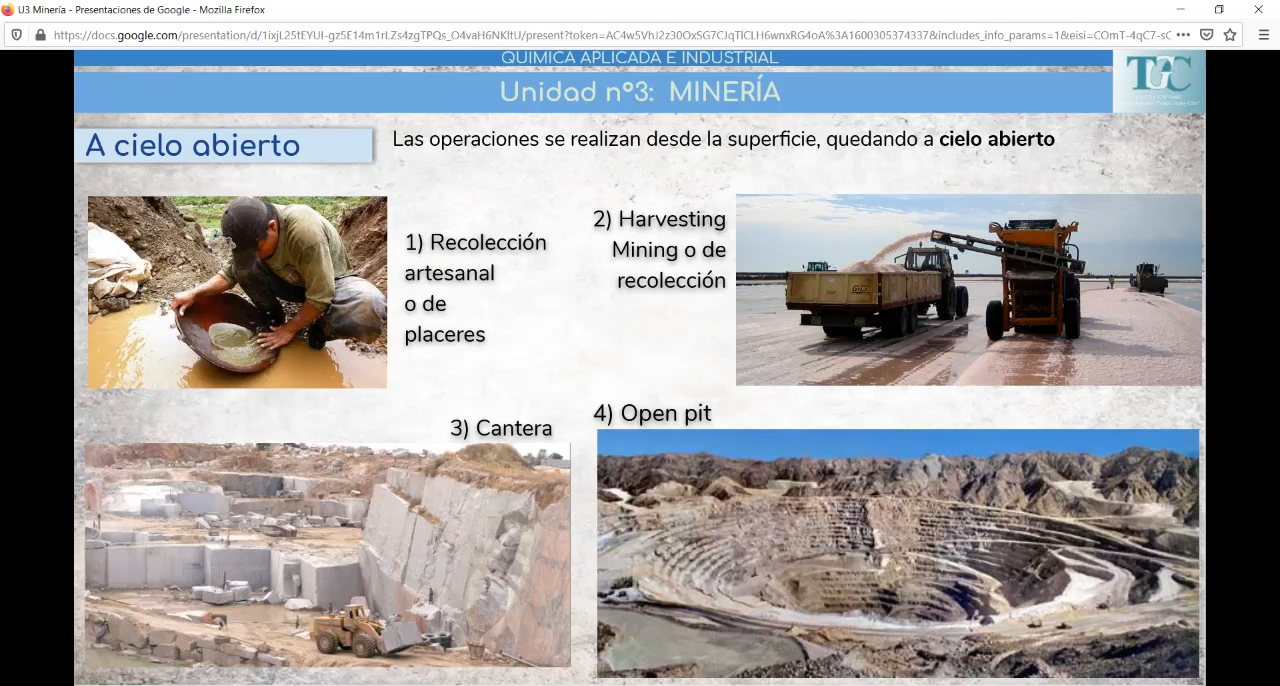 U3 Minería - Presentaciones de Google - Mozilla Firefox
https://docs.google.com/presentation/d/1ixjL25tEYUI-gz5E14m1rLZs4zgTPQs_O4vaH6NKltU/present?token=AC4w5VhJ2z30OxSG7CJqTlCLH6wnxRG4oA%3A1600305374337&includes_info_params=1&eisi=COmT-4qC7-sC
QUIMICA APLICADA E INDUSTRIAL
Unidad nº3: MINERÍA
TGC
A cielo abierto
Las operaciones se realizan desde la superficie, quedando a cielo abierto
1) Recolección
artesanal
o de
placeres
2) Harvesting
Mining o de
recolección
3) Cantera
4) Open pit